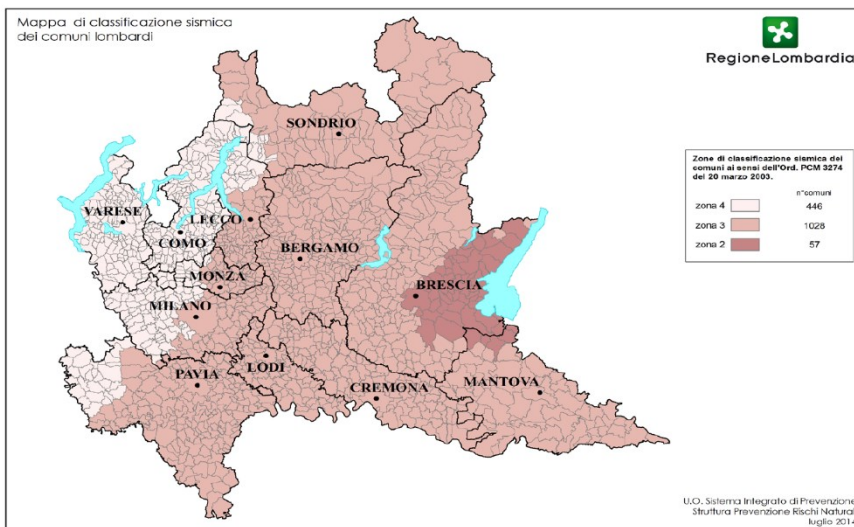 Mappa di classificazione sismica
dei comuni lombardi
RegioneLombardia
SONDRIO
Zone di classificazione sismica dei
comuni ai sensi dell'Ord. PCM 3274
del 20 marzo 2003.
n°comuni
zona 4 446
zona 3 1028
zona 2 57
VARESE
LECCO
COMO
BERGAMO
MONZA
BRESCIA
MILANO
LODI
PAVIA
CREMONA
MANTOVA
U.O. Sistema Integrato di Prevenzione
Struttura Prevenzione Rischi Natural
luglio 2014